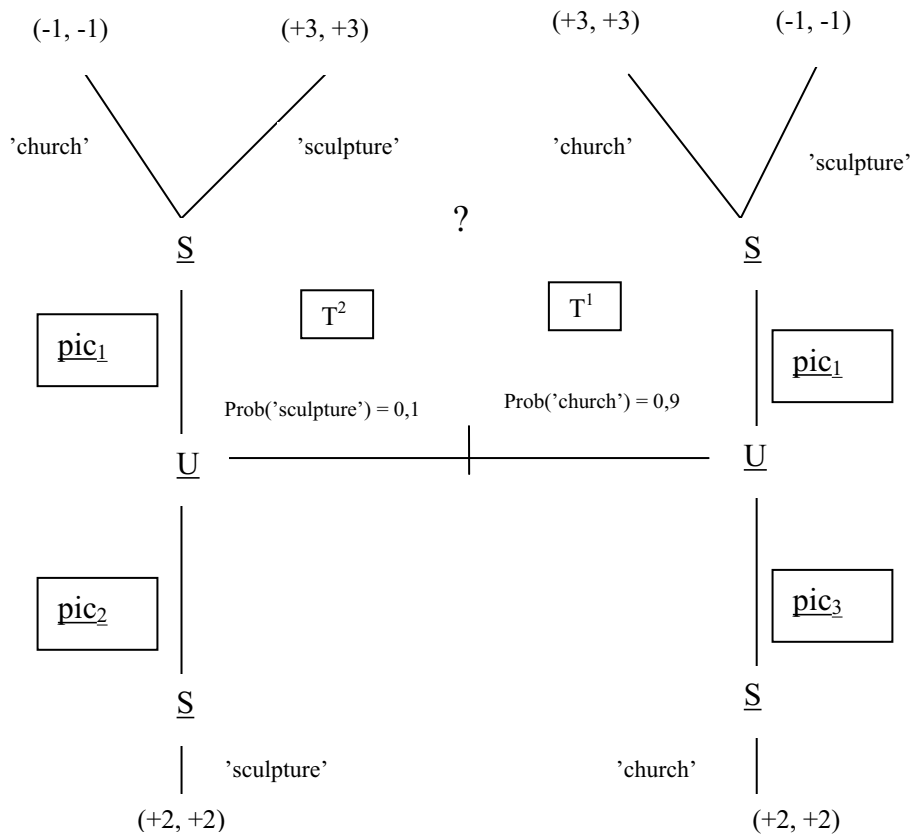 (-1, -1) (+3, +3) (+3, +3) (-1, -1)
’church’ ’sculpture’ ’church’ ’sculpture’
?
S S
T² T¹
pic₁ pic₁
Prob(’sculpture’) = 0,1 Prob(’church’) = 0,9
U U
pic₂ pic₃
S S
’sculpture’ ’church’
(+2, +2) (+2, +2)